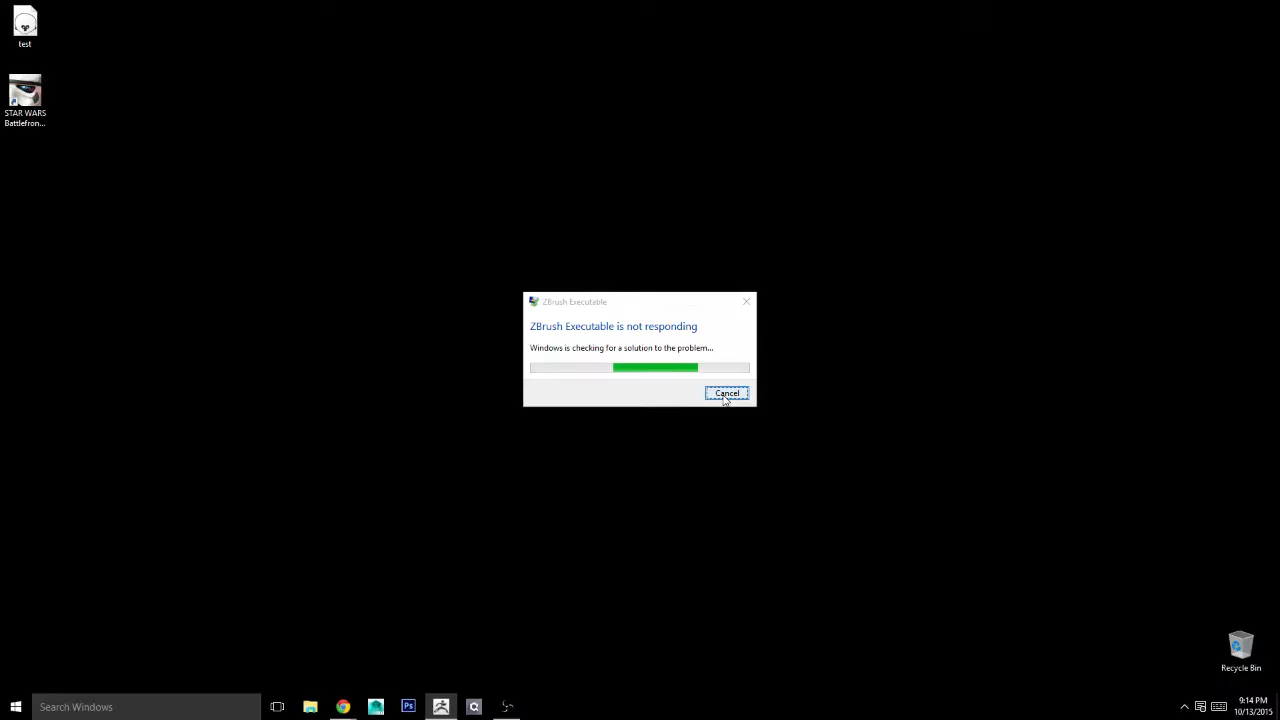 test
STAR WARS
Battlefron...
ZBrush Executable
ZBrush Executable is not responding
Windows is checking for a solution to the problem...
Cancel
Recycle Bin
Search Windows
Ps
9:14 PM
10/13/2015